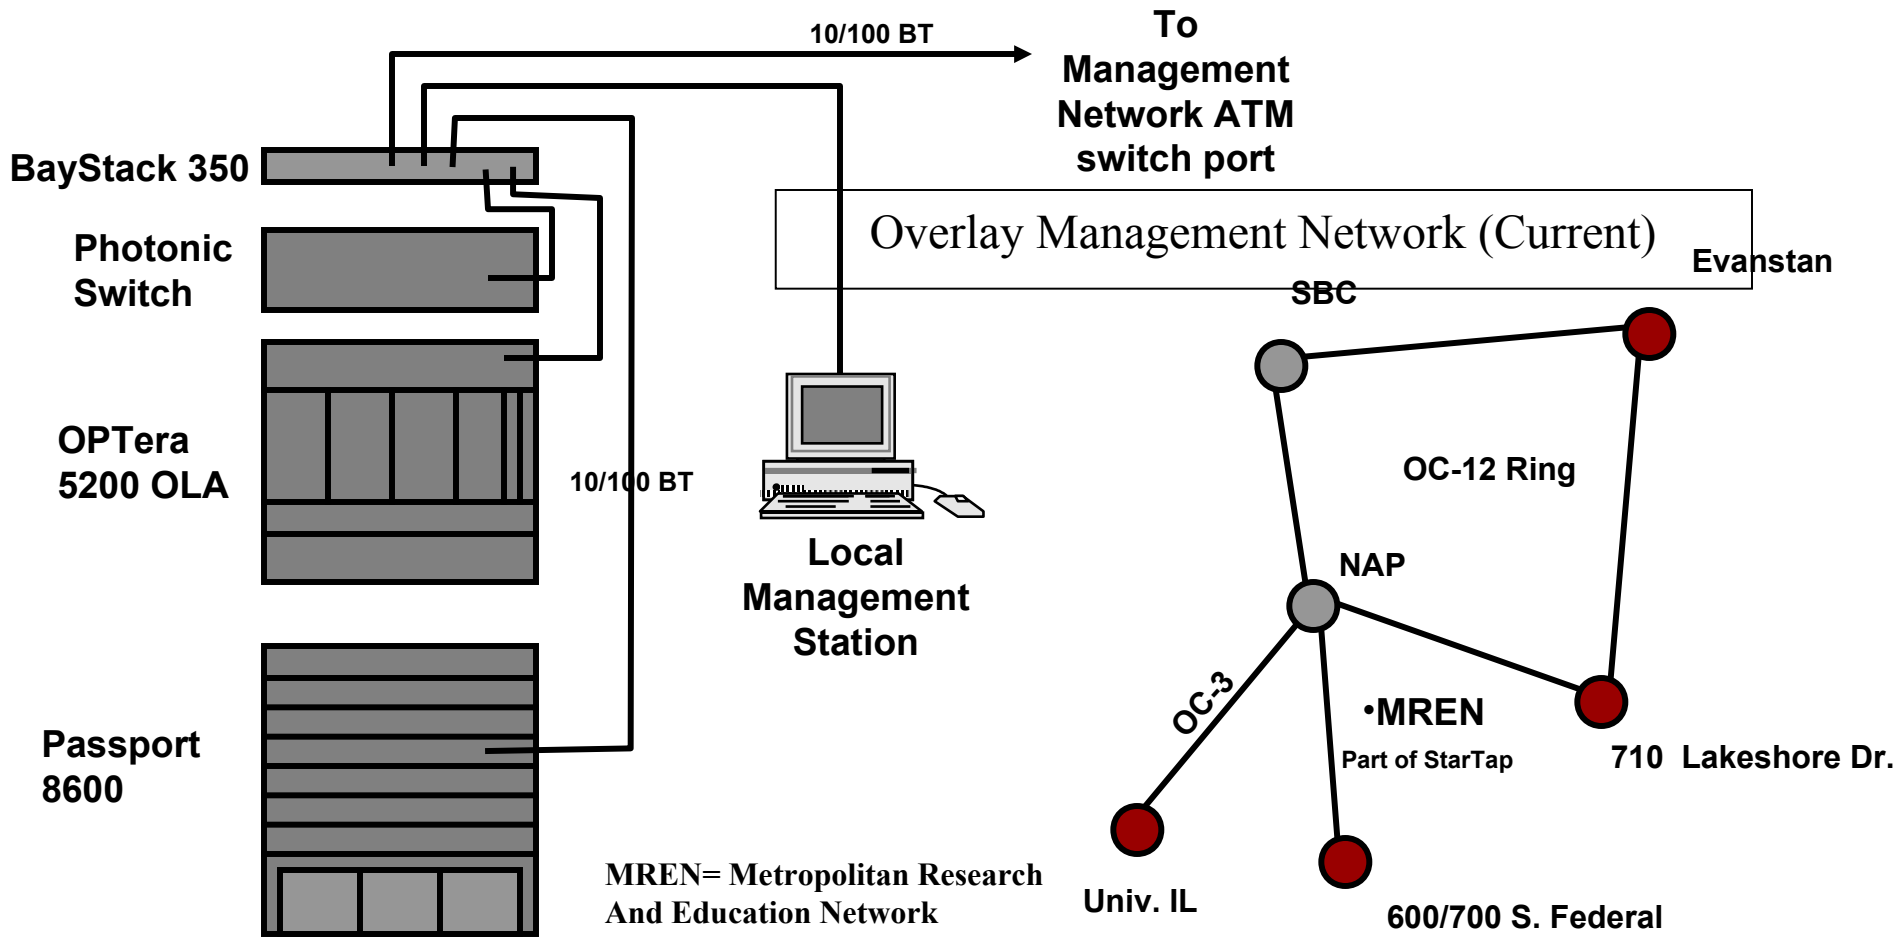 10/100 BT
To
Management
Network ATM
switch port
BayStack 350
Overlay Management Network (Current)
Evanstan
SBC
Photonic
Switch
OPTera
5200 OLA
10/100 BT
OC-12 Ring
Local
Management
Station
NAP
OC-3
•MREN
Part of StarTap
710 Lakeshore Dr.
Passport
8600
MREN= Metropolitan Research
And Education Network
Univ. IL
600/700 S. Federal